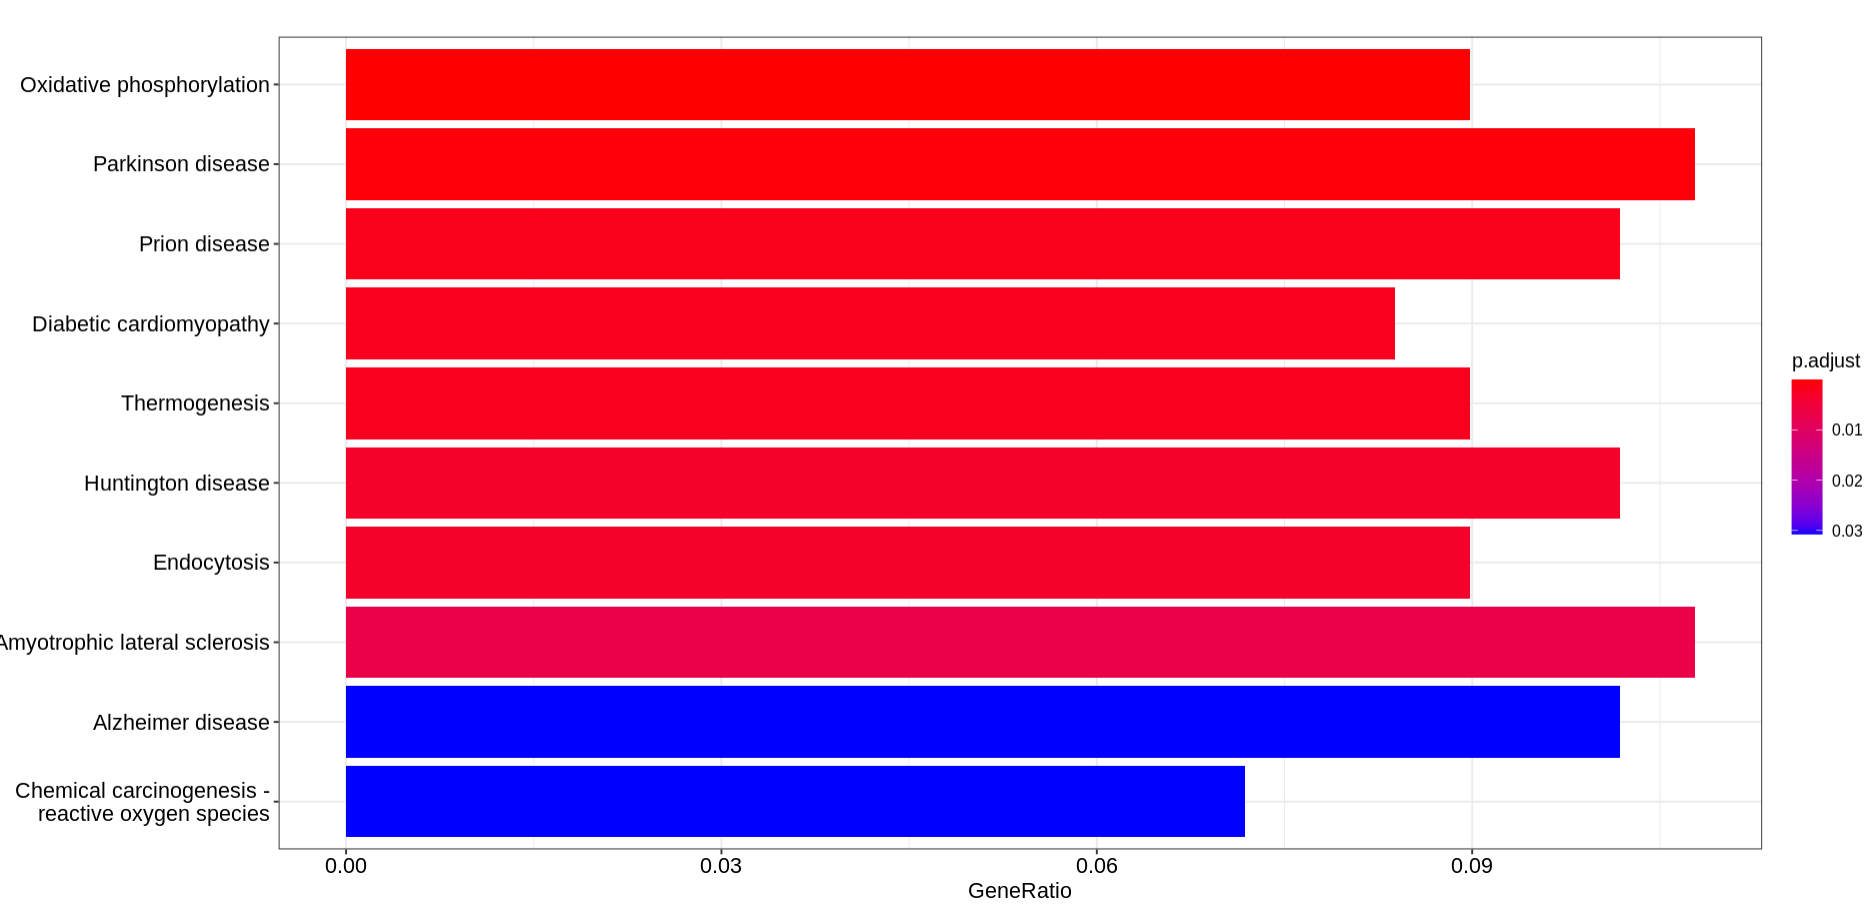 Oxidative phosphorylation
Parkinson disease
Prion disease
Diabetic cardiomyopathy
Thermogenesis
Huntington disease
Endocytosis
Amyotrophic lateral sclerosis
Alzheimer disease
Chemical carcinogenesis -
reactive oxygen species
0.00 0.03 0.06 0.09
GeneRatio
p.adjust
0.01
0.02
0.03